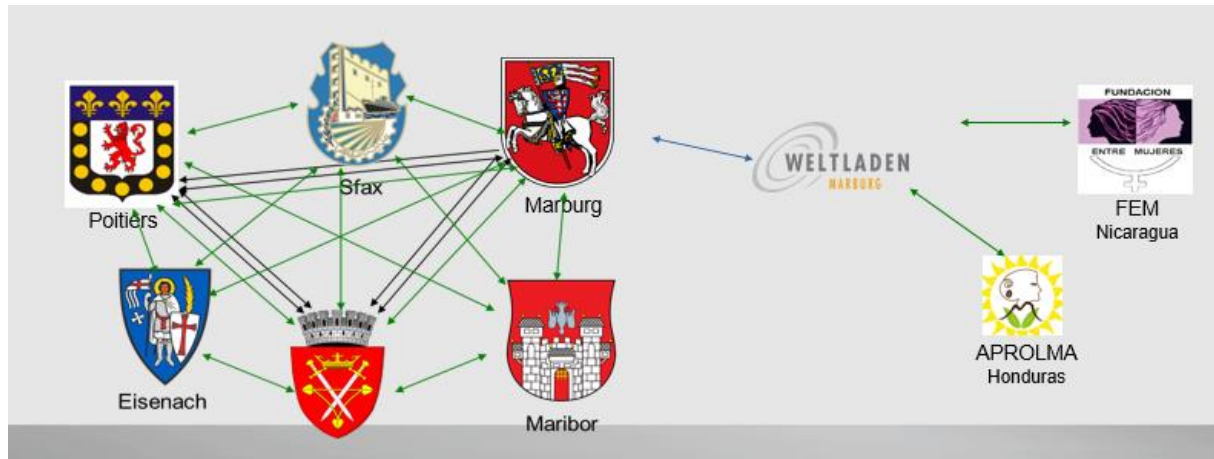 Poitiers
Sfax
Marburg
Eisenach
Maribor
WELTLADEN
MARBURG
FUNDACION
ENTRE MUJERES
FEM
Nicaragua
APROLMA
Honduras